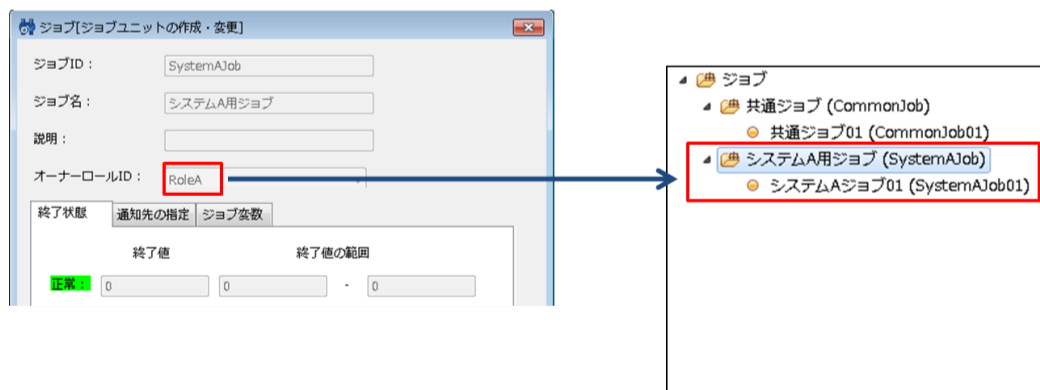 ジョブ[ジョブユニットの作成・変更]
ジョブID：
SystemAJob
ジョブ名：
システムA用ジョブ
説明：
オーナーロールID：
RoleA
終了状態
通知先の指定
ジョブ変数
終了値
終了値の範囲
正常：
0
0
-
0
ジョブ
共通ジョブ (CommonJob)
共通ジョブ01 (CommonJob01)
システムA用ジョブ (SystemAJob)
システムAジョブ01 (SystemAJob01)